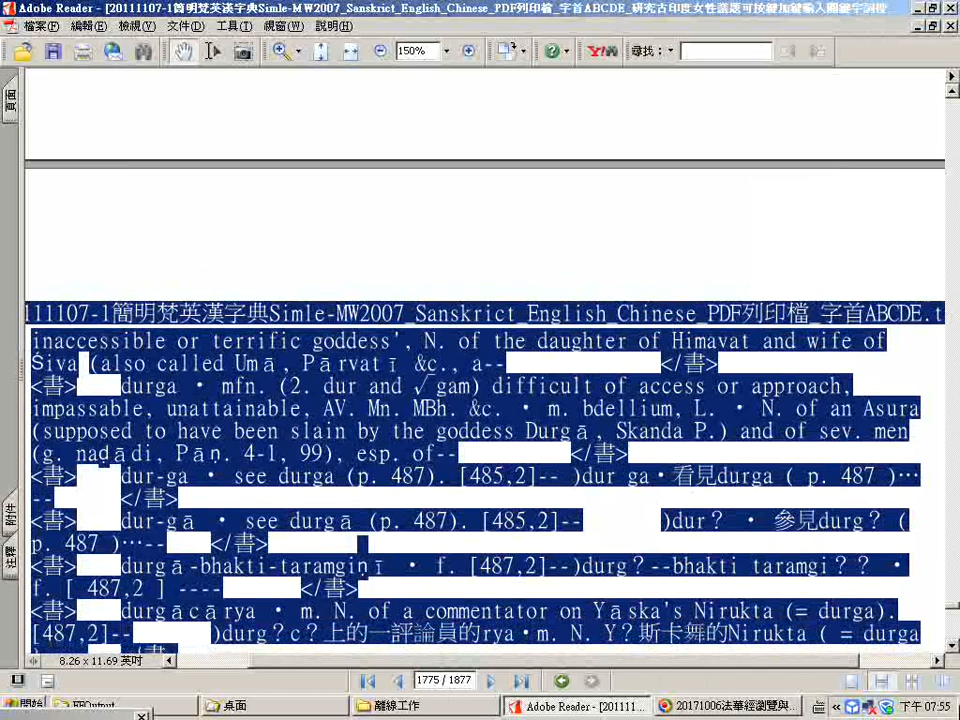 Adobe Reader - [20111107-1簡明梵英漢字典Simle-MW2007_Sanskrict_English_Chinese_PDF列印檔_字首ABCDE_研究古印度女性議題可按鍵加鍵輸入關鍵字詞搜
檔案(F) 編輯(E) 檢視(V) 文件(D) 工具(T) 視窗(W) 說明(H)
150% Y! 尋找:
頁面
111107-1簡明梵英漢字典Simle-MW2007_Sanskrict_English_Chinese_PDF列印檔_字首ABCDE.t
inaccessible or terrific goddess', N. of the daughter of Himavat and wife of
Śiva (also called Umā, Pārvatī &c., a-- </書>
<書> durga · mfn. (2. dur and √gam) difficult of access or approach,
impassable, unattainable, AV. Mn. MBh. &c. · m. bdellium, L. · N. of an Asura
(supposed to have been slain by the goddess Durgā, Skanda P.) and of sev. men
(g. naḍādi, Pāṇ. 4-1, 99), esp. of-- </書>
<書> dur-ga · see durga (p. 487). [485,2]-- )dur ga·看見durga ( p. 487 )…
-- </書>
附件
<書> dur-gā · see durgā (p. 487). [485,2]-- )dur? · 參見durg? (
p. 487 )…-- </書>
注釋
<書> durgā-bhakti-taramgiṇī · f. [487,2]--)durg?--bhakti taramgi?? ·
f. [ 487,2 ] ---- </書>
<書> durgācārya · m. N. of a commentator on Yāska's Nirukta (= durga).
[487,2]-- )durg?c?上的一評論員的rya·m. N. Y?斯卡舞的Nirukta ( = durga
8.26 x 11.69 英吋
1775 / 1877
開始 FFOutput 桌面 離線工作 Adobe Reader - [201111... 20171006法華經瀏覽與... 下午 07:55